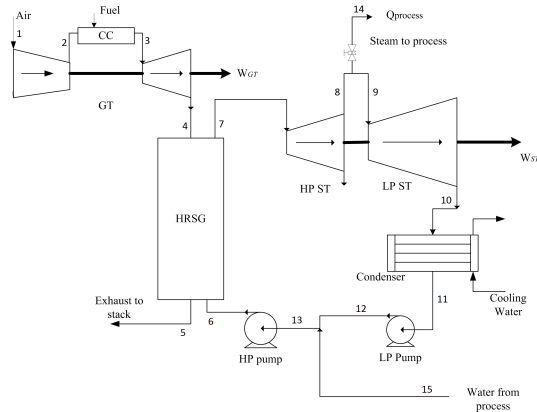 Air
Fuel
1
2
CC
3
GT
W_GT
14
Qprocess
Steam to process
8
9
4
7
HP ST
LP ST
W_ST
HRSG
10
Condenser
Cooling
Water
11
Exhaust to
stack
5
6
13
12
HP pump
LP Pump
15
Water from
process